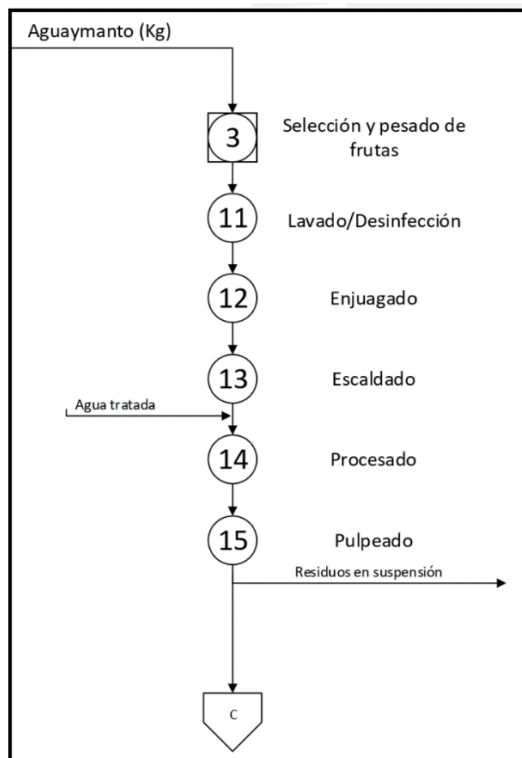 Aguaymanto (Kg)
3
Selección y pesado de
frutas
11
Lavado/Desinfección
12
Enjuagado
13
Escaldado
Agua tratada
14
Procesado
15
Pulpeado
Residuos en suspensión
C